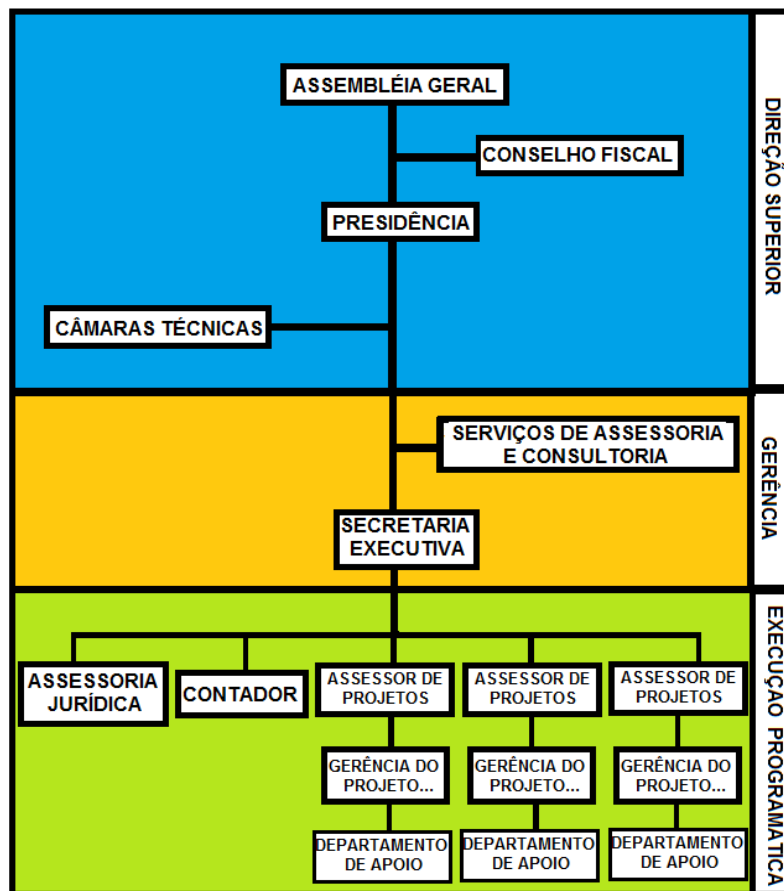 ASSEMBLÉIA GERAL
CONSELHO FISCAL
PRESIDÊNCIA
CÂMARAS TÉCNICAS
DIREÇÃO SUPERIOR
SERVIÇOS DE ASSESSORIA
E CONSULTORIA
SECRETARIA
EXECUTIVA
GERÊNCIA
ASSESSORIA
JURÍDICA
CONTADOR
ASSESSOR DE
PROJETOS
ASSESSOR DE
PROJETOS
ASSESSOR DE
PROJETOS
GERÊNCIA DO
PROJETO...
GERÊNCIA DO
PROJETO...
GERÊNCIA DO
PROJETO...
DEPARTAMENTO
DE APOIO
DEPARTAMENTO
DE APOIO
DEPARTAMENTO
DE APOIO
EXECUÇÃO PROGRAMÁTICA